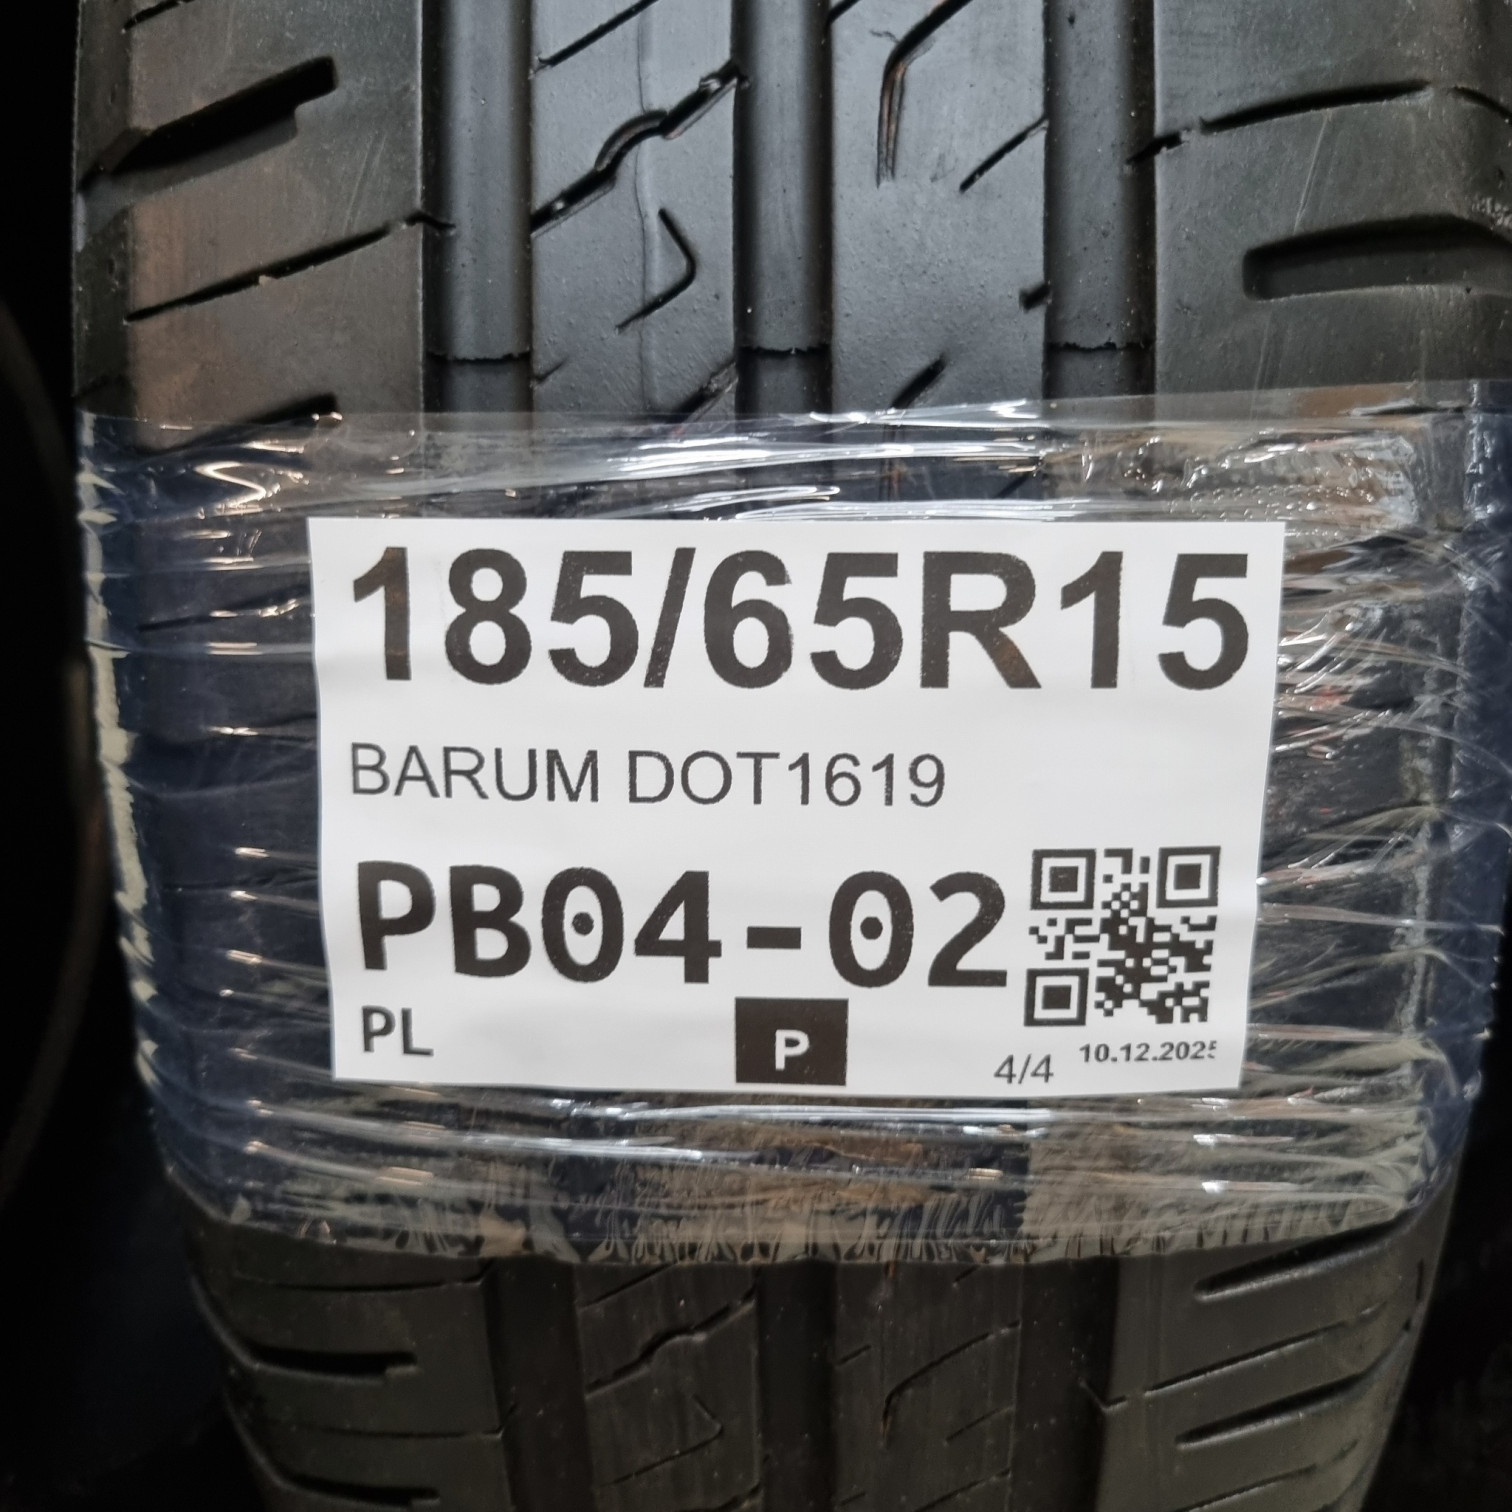 185/65R15
BARUM DOT1619
PB04-02
PL
P
4/4 10.12.2025